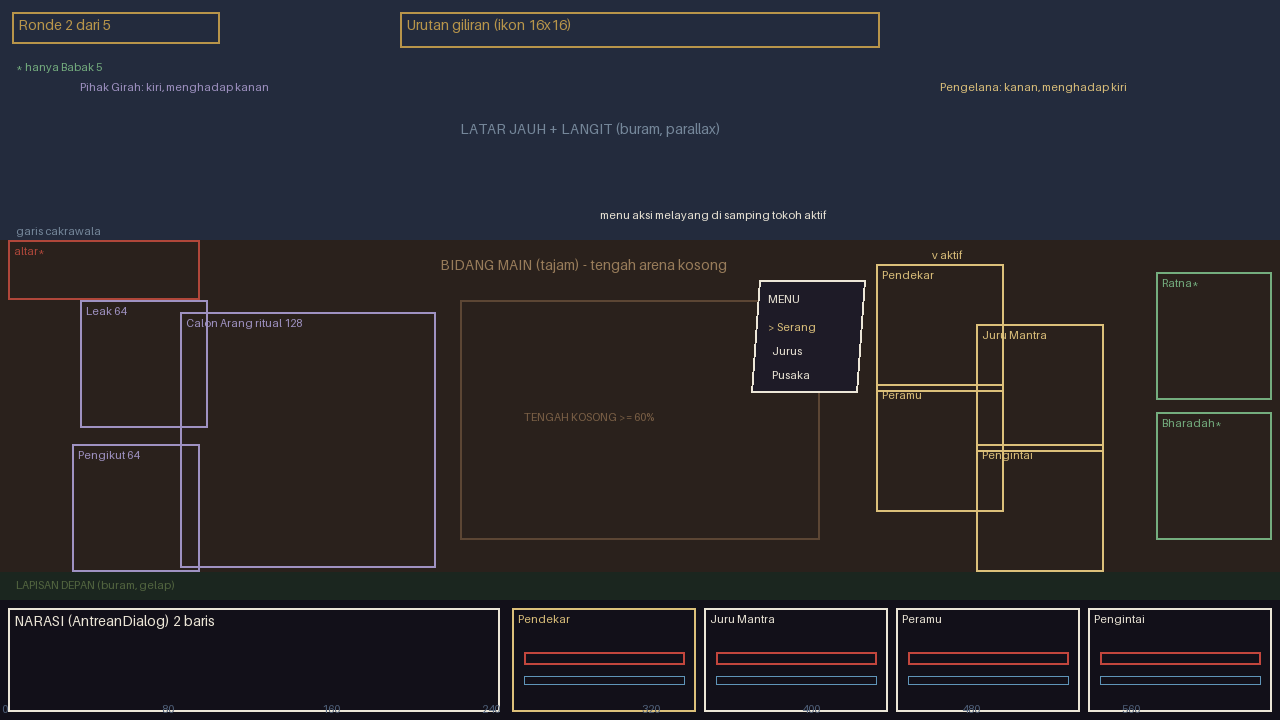 Ronde 2 dari 5
Urutan giliran (ikon 16x16)
* hanya Babak 5
Pihak Girah: kiri, menghadap kanan
Pengelana: kanan, menghadap kiri
LATAR JAUH + LANGIT (buram, parallax)
menu aksi melayang di samping tokoh aktif
garis cakrawala
altar*
BIDANG MAIN (tajam) - tengah arena kosong
v aktif
Pendekar
Ratna*
MENU
> Serang
Jurus
Pusaka
Leak 64
Calon Arang ritual 128
Juru Mantra
Peramu
TENGAH KOSONG >= 60%
Bharadah*
Pengikut 64
Pengintai
LAPISAN DEPAN (buram, gelap)
NARASI (AntreanDialog) 2 baris
Pendekar
Juru Mantra
Peramu
Pengintai
0 80 160 240 320 400 480 560